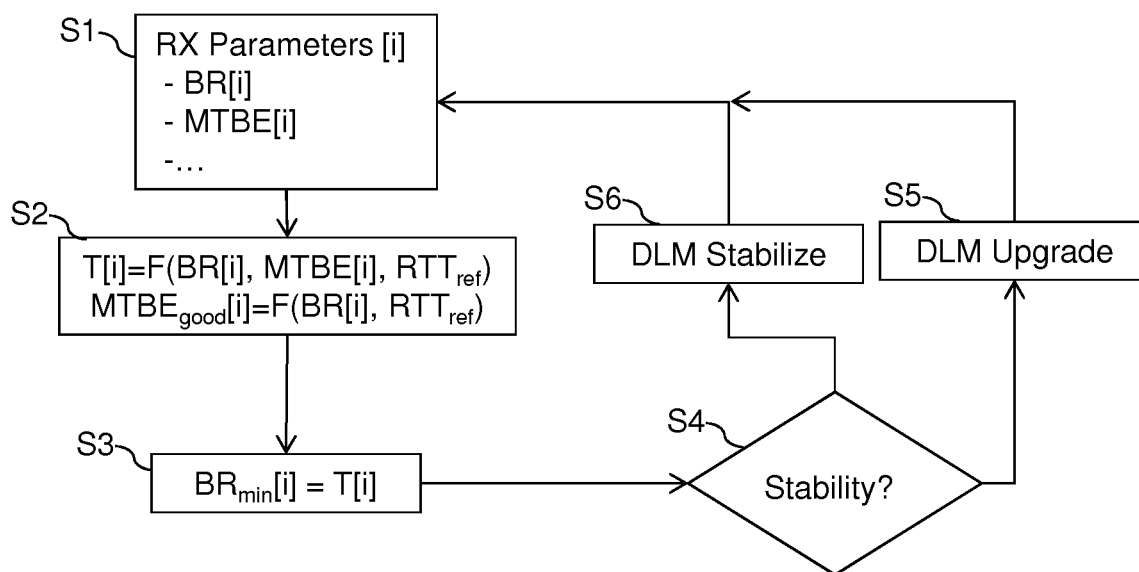 S1
RX Parameters [i]
- BR[i]
- MTBE[i]
-...
S2
T[i]=F(BR[i], MTBE[i], RTTref)
MTBEgood[i]=F(BR[i], RTTref)
S3
BRmin[i] = T[i]
S4
Stability?
S6
DLM Stabilize
S5
DLM Upgrade